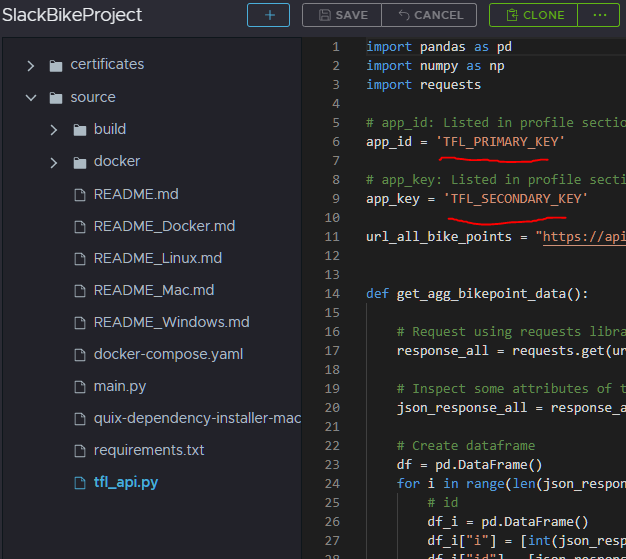 SlackBikeProject
+
SAVE
CANCEL
CLONE
...
certificates
source
build
docker
README.md
README_Docker.md
README_Linux.md
README_Mac.md
README_Windows.md
docker-compose.yaml
main.py
quix-dependency-installer-mac
requirements.txt
tfl_api.py
1 import pandas as pd
2 import numpy as np
3 import requests
4
5 # app_id: Listed in profile sectio
6 app_id = 'TFL_PRIMARY_KEY'
7
8 # app_key: Listed in profile secti
9 app_key = 'TFL_SECONDARY_KEY'
10
11 url_all_bike_points = "https://api
12
13
14 def get_agg_bikepoint_data():
15
16 # Request using requests libra
17 response_all = requests.get(ur
18
19 # Inspect some attributes of t
20 json_response_all = response_a
21
22 # Create dataframe
23 df = pd.DataFrame()
24 for i in range(len(json_respon
25 # id
26 df_i = pd.DataFrame()
27 df_i["i"] = [int(json_resp
28 df_i["id"] = [json_respon